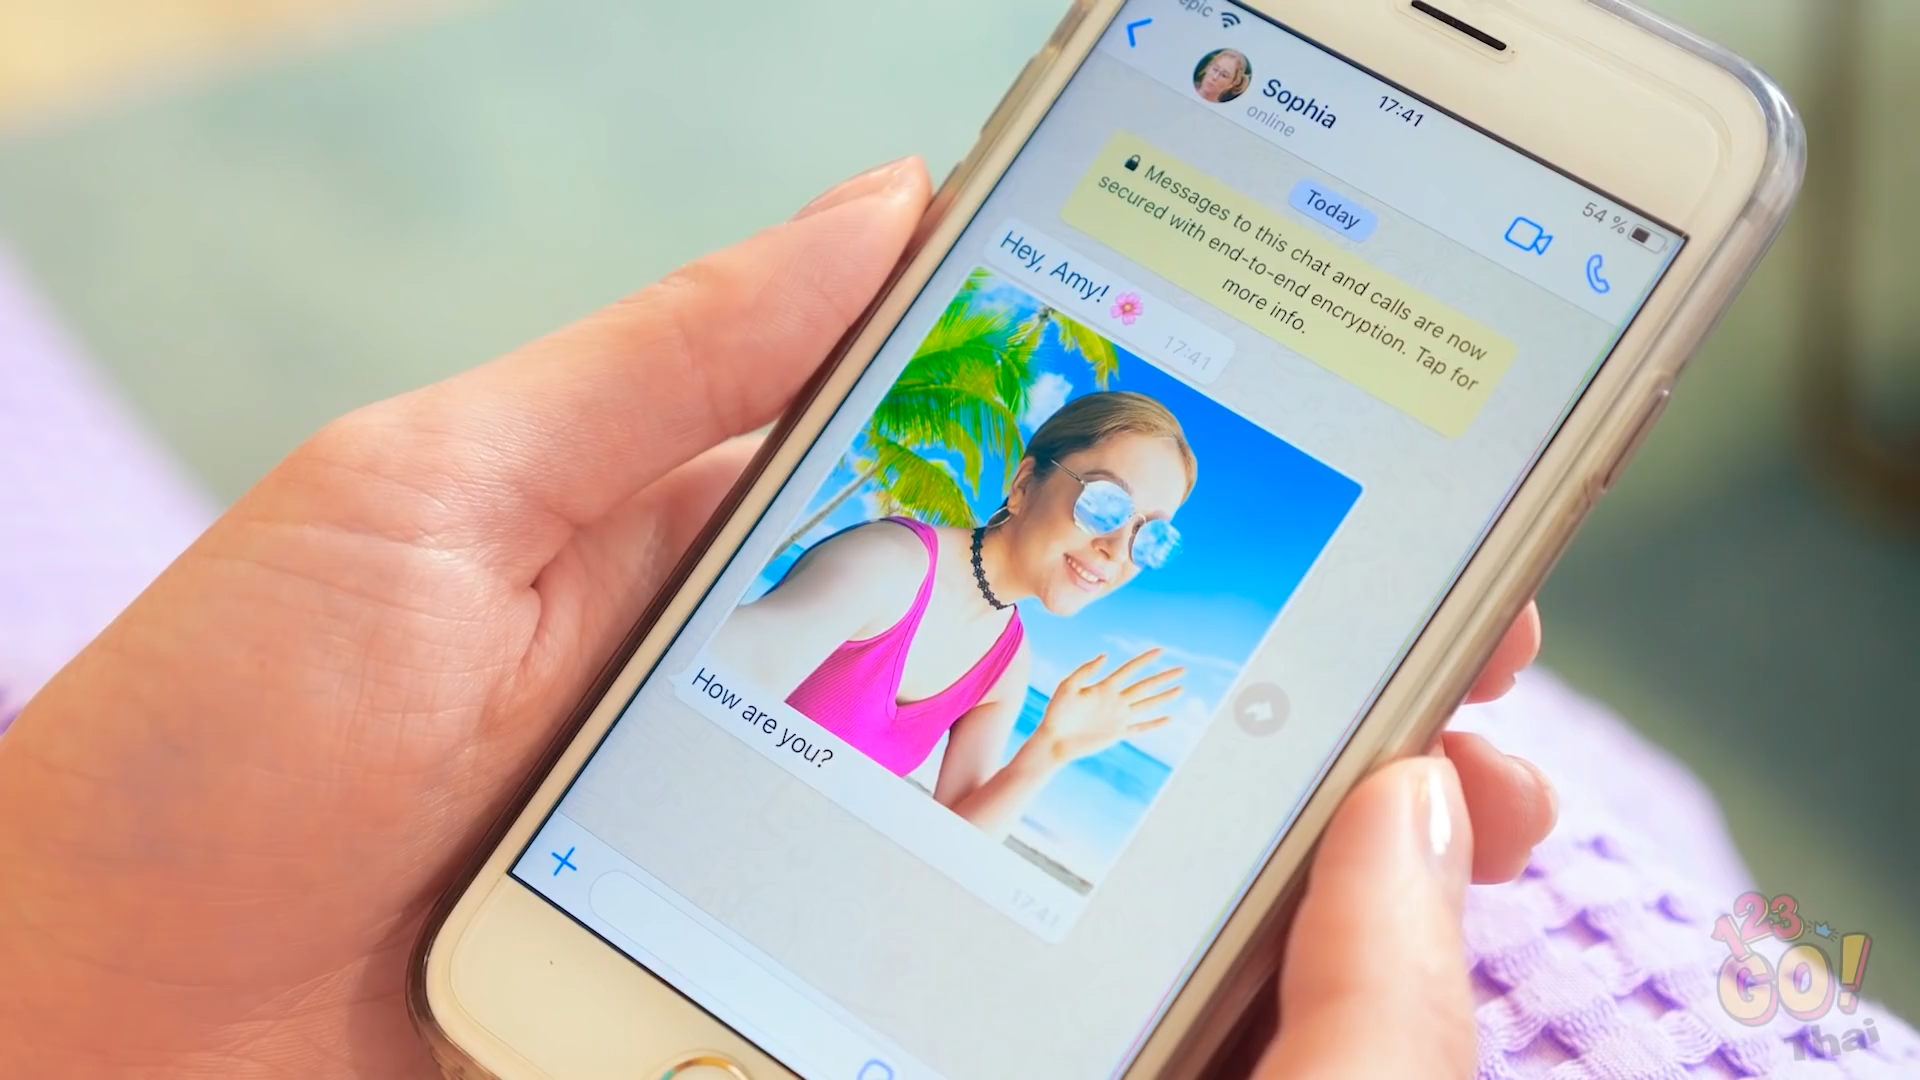 epic
17:41
54 %
Sophia
online
Today
Messages to this chat and calls are now
secured with end-to-end encryption. Tap for
more info.
Hey, Amy!
17:41
How are you?
17:41
123
GO!
Thai